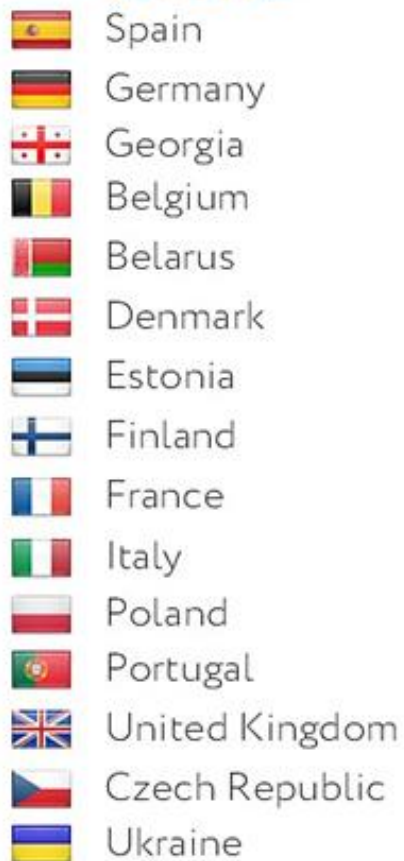 Spain
Germany
Georgia
Belgium
Belarus
Denmark
Estonia
Finland
France
Italy
Poland
Portugal
United Kingdom
Czech Republic
Ukraine